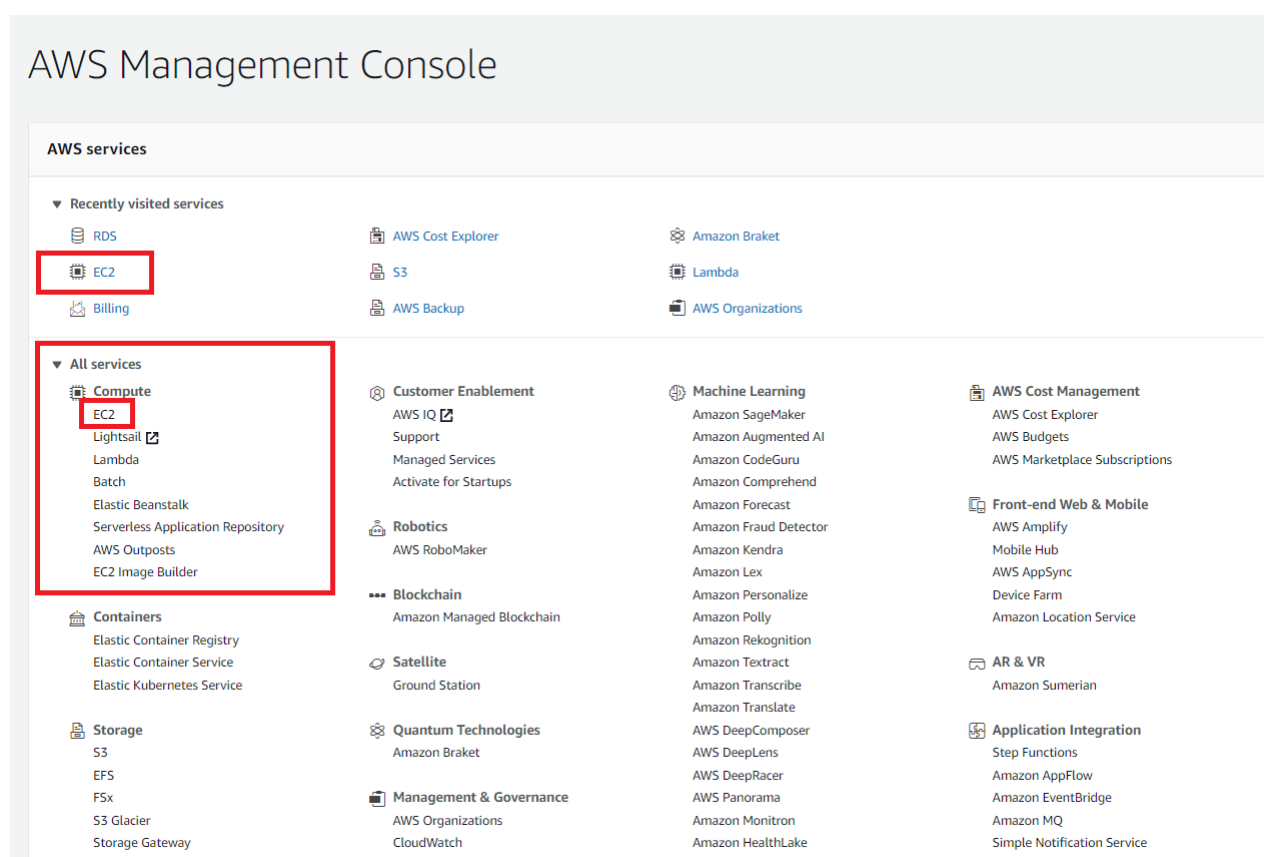 AWS Management Console
AWS services
▼ Recently visited services
RDS
AWS Cost Explorer
Amazon Braket
EC2
S3
Lambda
Billing
AWS Backup
AWS Organizations
▼ All services
Compute
EC2
Lightsail
Lambda
Batch
Elastic Beanstalk
Serverless Application Repository
AWS Outposts
EC2 Image Builder
Containers
Elastic Container Registry
Elastic Container Service
Elastic Kubernetes Service
Storage
S3
EFS
FSx
S3 Glacier
Storage Gateway
Customer Enablement
AWS IQ
Support
Managed Services
Activate for Startups
Robotics
AWS RoboMaker
Blockchain
Amazon Managed Blockchain
Satellite
Ground Station
Quantum Technologies
Amazon Braket
Management & Governance
AWS Organizations
CloudWatch
Machine Learning
Amazon SageMaker
Amazon Augmented AI
Amazon CodeGuru
Amazon Comprehend
Amazon Forecast
Amazon Fraud Detector
Amazon Kendra
Amazon Lex
Amazon Personalize
Amazon Polly
Amazon Rekognition
Amazon Textract
Amazon Transcribe
Amazon Translate
AWS DeepComposer
AWS DeepLens
AWS DeepRacer
AWS Panorama
Amazon Monitron
Amazon HealthLake
AWS Cost Management
AWS Cost Explorer
AWS Budgets
AWS Marketplace Subscriptions
Front-end Web & Mobile
AWS Amplify
Mobile Hub
AWS AppSync
Device Farm
Amazon Location Service
AR & VR
Amazon Sumerian
Application Integration
Step Functions
Amazon AppFlow
Amazon EventBridge
Amazon MQ
Simple Notification Service